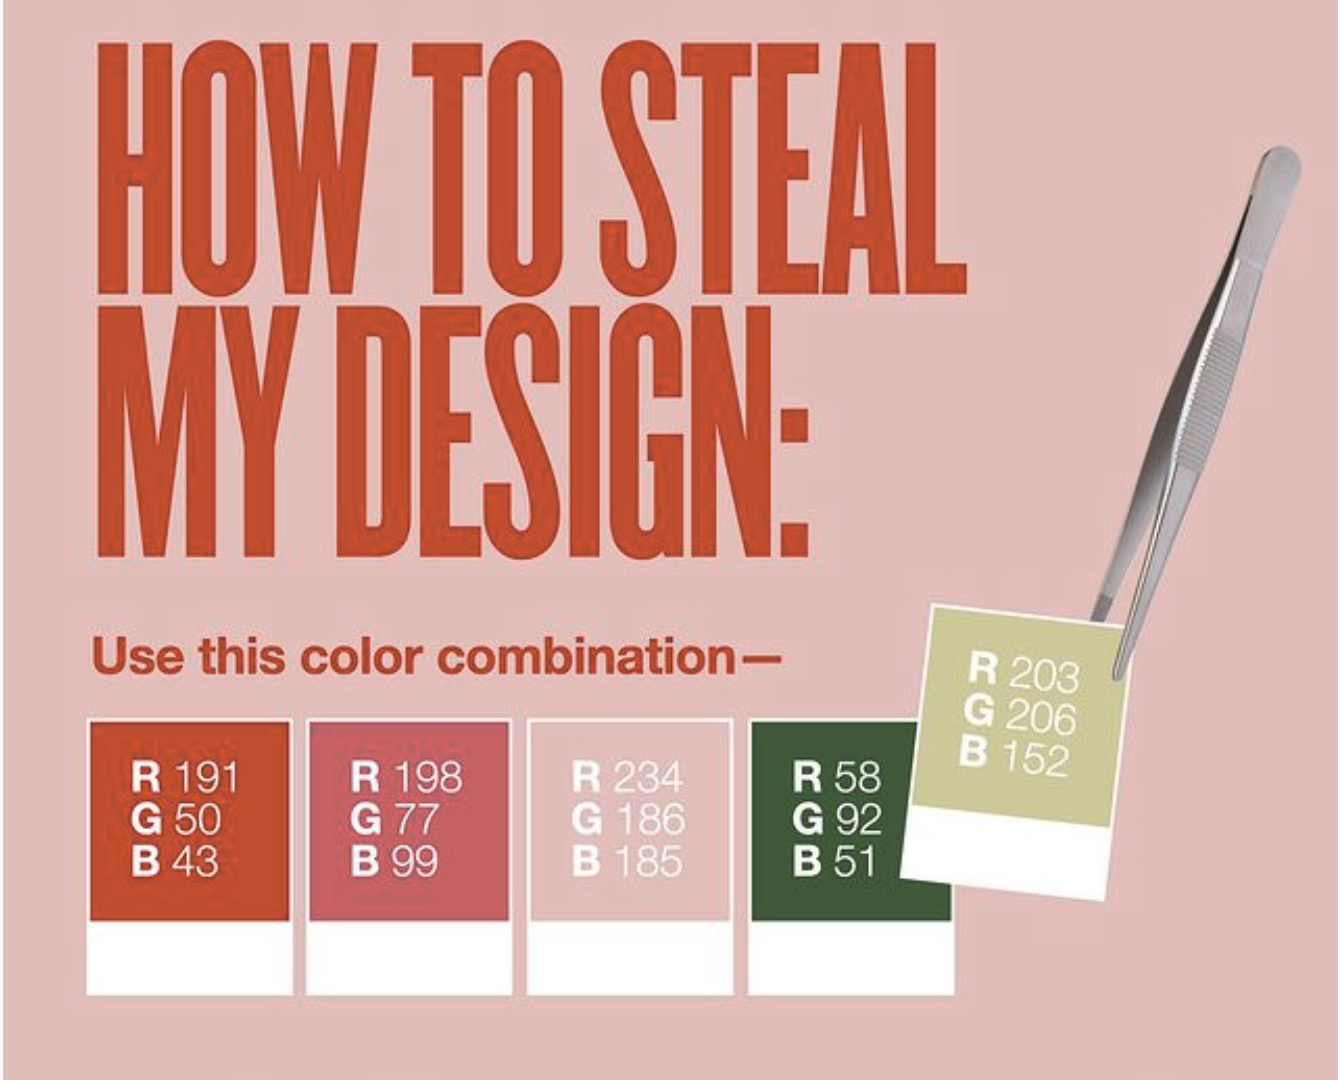 HOW TO STEAL
MY DESIGN:
Use this color combination—
R 191
G 50
B 43
R 198
G 77
B 99
R 234
G 186
B 185
R 58
G 92
B 51
R 203
G 206
B 152